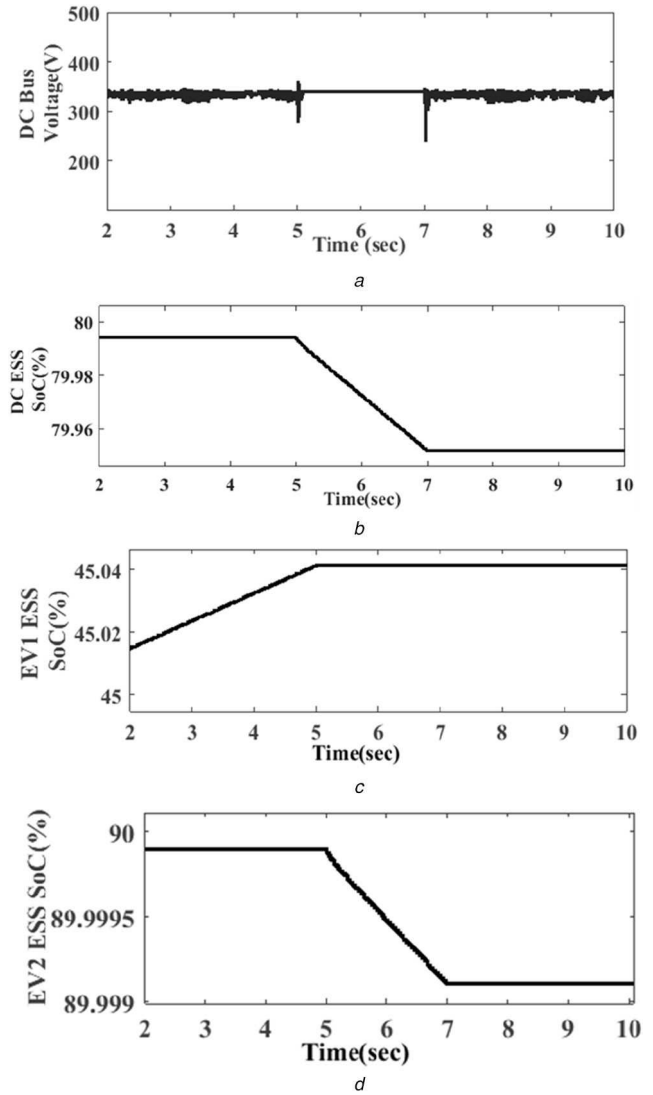 500
400
300
200
DC Bus
Voltage(V)
2 3 4 5 6 7 8 9 10
Time (sec)
a
80
79.98
79.96
DC ESS
SoC(%)
2 3 4 5 6 7 8 9 10
Time(sec)
b
45.04
45.02
45
EV1 ESS
SoC(%)
2 3 4 5 6 7 8 9 10
Time(sec)
c
90
89.9995
89.999
EV2 ESS SoC(%)
2 3 4 5 6 7 8 9 10
Time(sec)
d